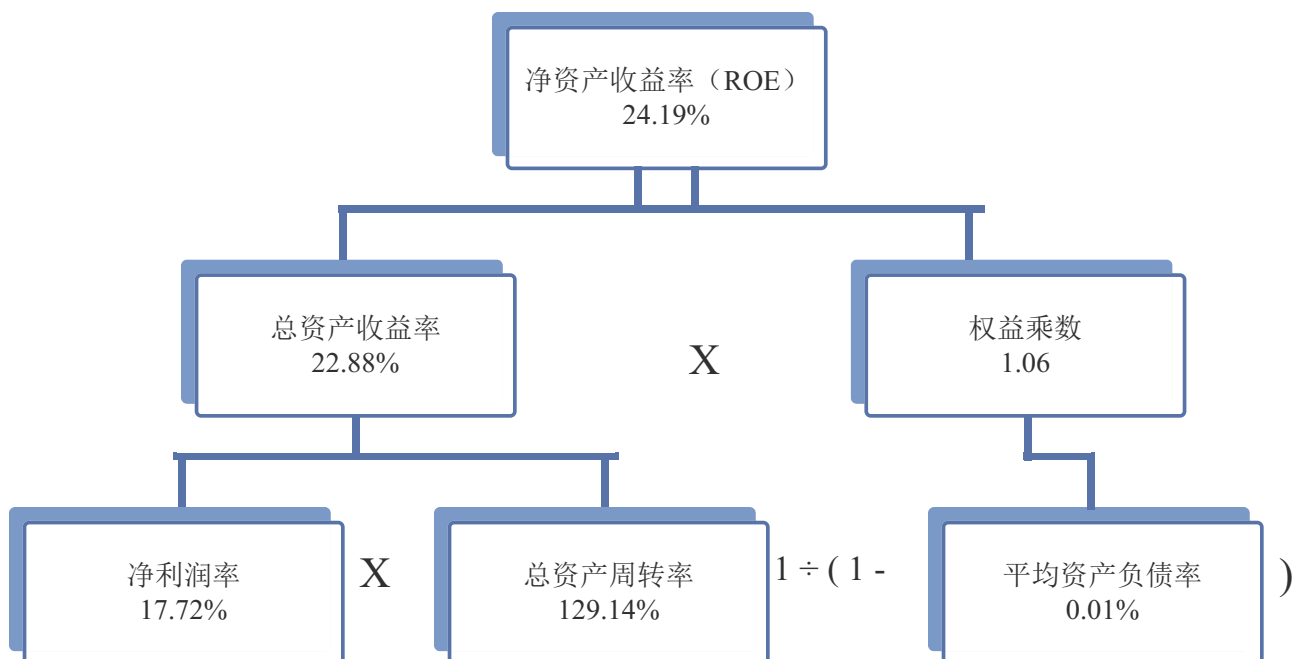 净资产收益率（ROE）
24.19%
总资产收益率
22.88%
X
权益乘数
1.06
净利润率
17.72%
X
总资产周转率
129.14%
1 ÷ ( 1 -
平均资产负债率
0.01%
)